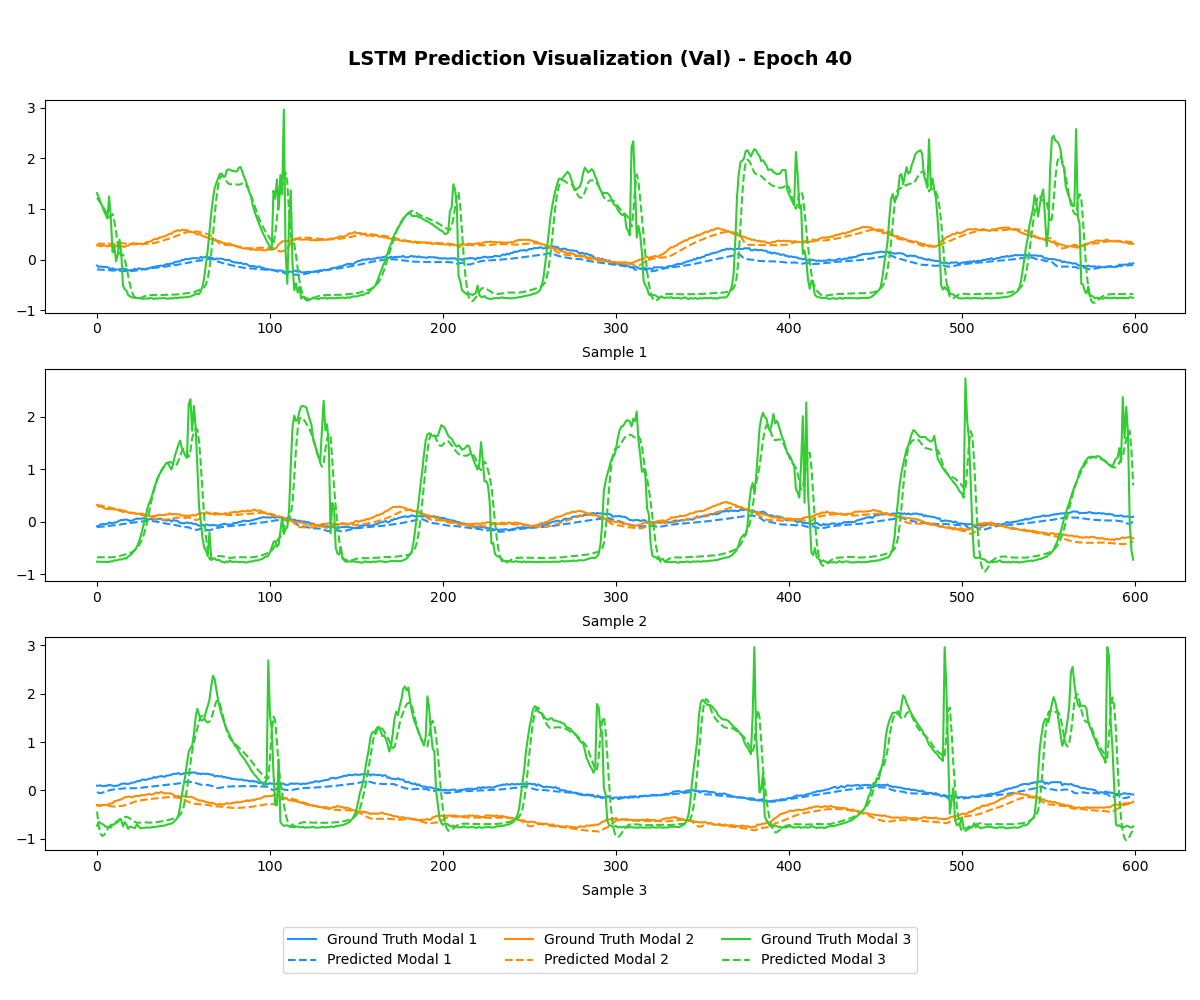 LSTM Prediction Visualization (Val) - Epoch 40
3
2
1
0
−1
0 100 200 300 400 500 600
Sample 1
2
1
0
−1
0 100 200 300 400 500 600
Sample 2
3
2
1
0
−1
0 100 200 300 400 500 600
Sample 3
Ground Truth Modal 1 Ground Truth Modal 2 Ground Truth Modal 3
Predicted Modal 1 Predicted Modal 2 Predicted Modal 3